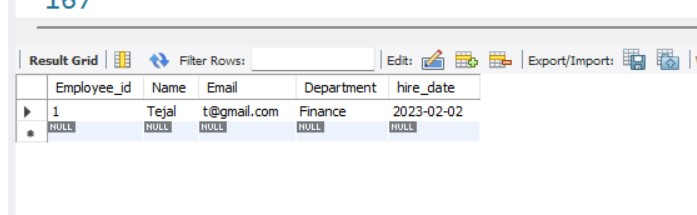 167
Result Grid Filter Rows: Edit: Export/Import:
Employee_id Name Email Department hire_date
1 Tejal t@gmail.com Finance 2023-02-02
NULL NULL NULL NULL NULL